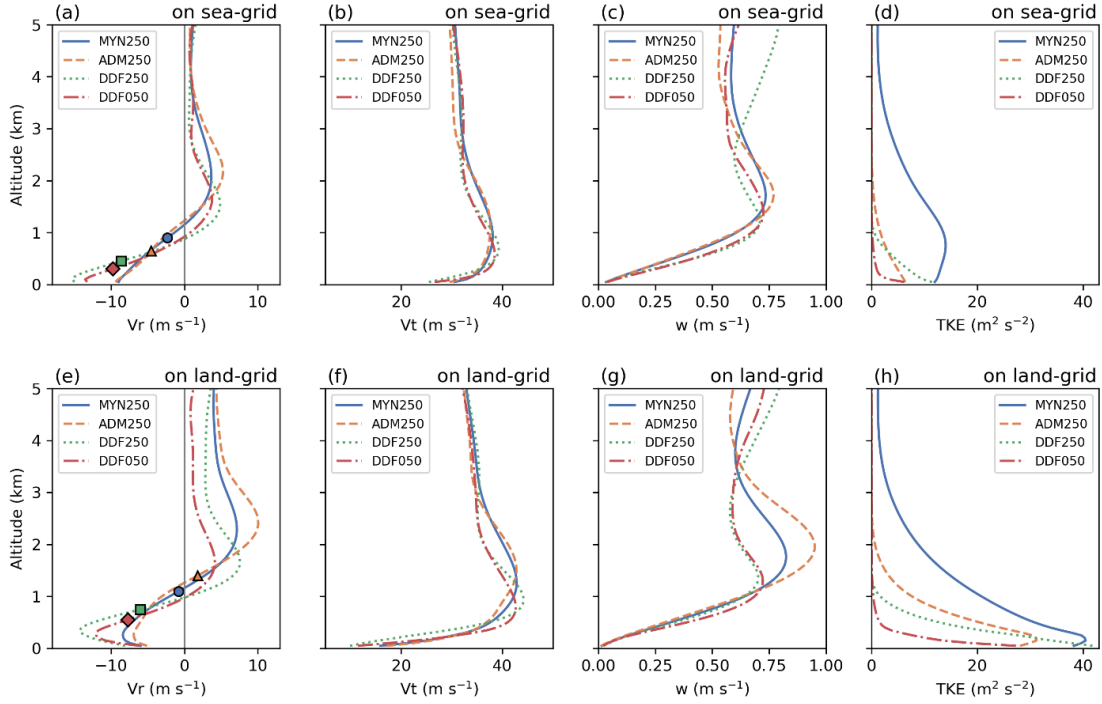 (a) on sea-grid
MYN250
ADM250
DDF250
DDF050
Altitude (km)
5
4
3
2
1
0
−10 0 10
Vr (m s⁻¹)
(b) on sea-grid
MYN250
ADM250
DDF250
DDF050
20 40
Vt (m s⁻¹)
(c) on sea-grid
MYN250
ADM250
DDF250
DDF050
0.00 0.25 0.50 0.75 1.00
w (m s⁻¹)
(d) on sea-grid
MYN250
ADM250
DDF250
DDF050
0 20 40
TKE (m² s⁻²)
(e) on land-grid
MYN250
ADM250
DDF250
DDF050
Altitude (km)
5
4
3
2
1
0
−10 0 10
Vr (m s⁻¹)
(f) on land-grid
MYN250
ADM250
DDF250
DDF050
20 40
Vt (m s⁻¹)
(g) on land-grid
MYN250
ADM250
DDF250
DDF050
0.00 0.25 0.50 0.75 1.00
w (m s⁻¹)
(h) on land-grid
MYN250
ADM250
DDF250
DDF050
0 20 40
TKE (m² s⁻²)